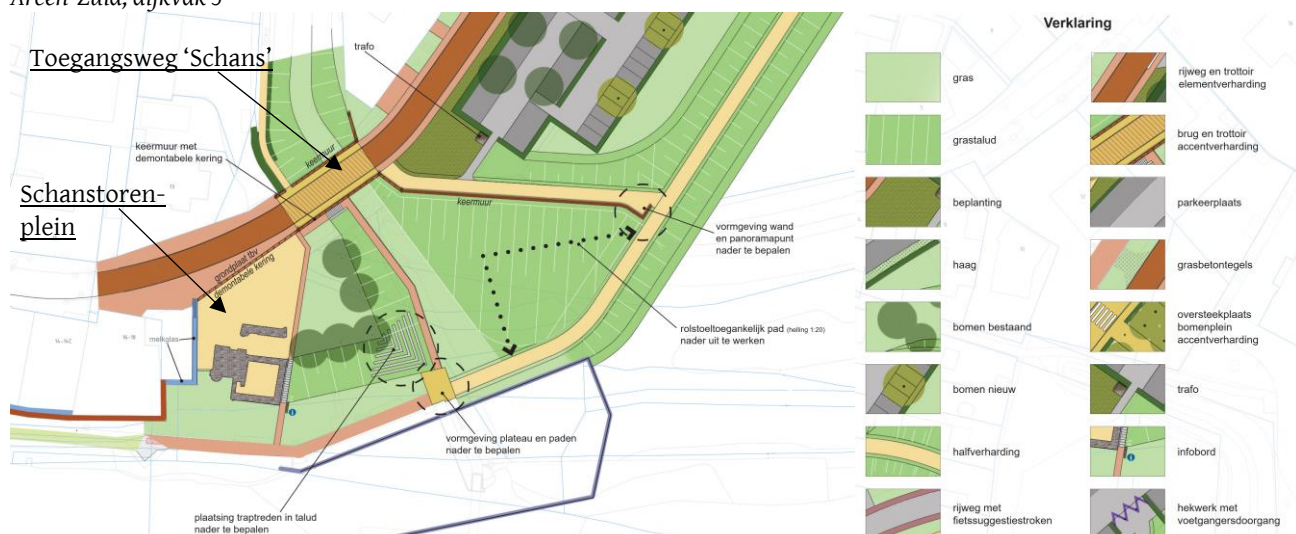 Arcen-Zuid, dijkvak 5
Toegangsweg ‘Schans’
trafo
keermuur met
demontabele kering
keermuur
Schanstoren-
plein
keermuur
grondplaat tbv
demontabele kering
melkglas
vormgeving wand
en panoramapunt
nader te bepalen
rolstoeltoegankelijk pad (helling 1:20)
nader uit te werken
vormgeving plateau en paden
nader te bepalen
plaatsing traptreden in talud
nader te bepalen
Verklaring
gras
grastalud
beplanting
haag
bomen bestaand
bomen nieuw
halfverharding
rijweg met
fietssuggestiestroken
rijweg en trottoir
elementverharding
brug en trottoir
accentverharding
parkeerplaats
grasbetontegels
oversteekplaats
bomenplein
accentverharding
trafo
infobord
hekwerk met
voetgangersdoorgang